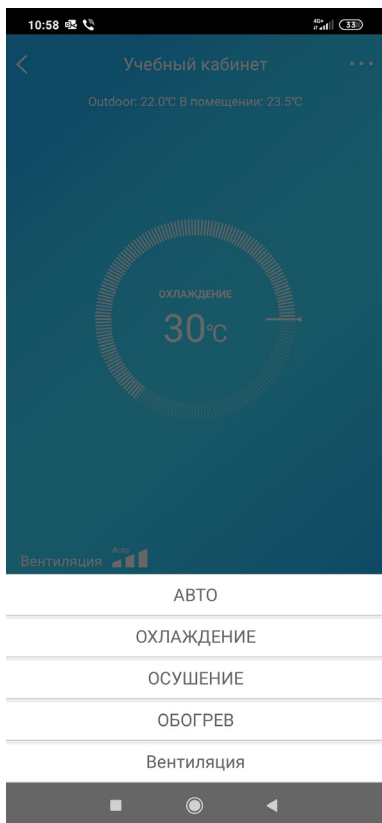 10:58
4G+
33
Учебный кабинет
Outdoor: 22.0℃ В помещении: 23.5℃
ОХЛАЖДЕНИЕ
30℃
Auto
Вентиляция
АВТО
ОХЛАЖДЕНИЕ
ОСУШЕНИЕ
ОБОГРЕВ
Вентиляция